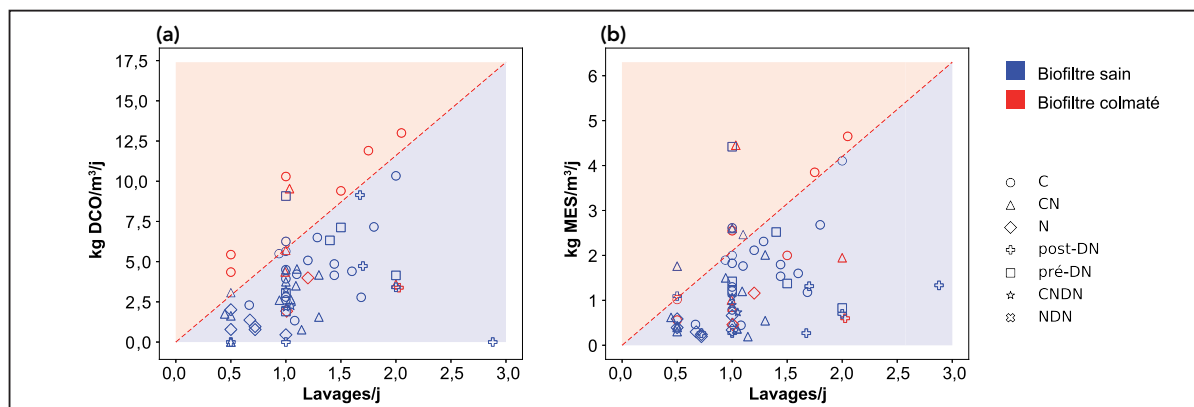 (a)
kg DCO/m³/j
17,5
15,0
12,5
10,0
7,5
5,0
2,5
0,0
0,0 0,5 1,0 1,5 2,0 2,5 3,0
Lavages/j
(b)
kg MES/m³/j
6
5
4
3
2
1
0
0,0 0,5 1,0 1,5 2,0 2,5 3,0
Lavages/j
Biofiltre sain
Biofiltre colmaté
C
CN
N
post-DN
pré-DN
CNDN
NDN